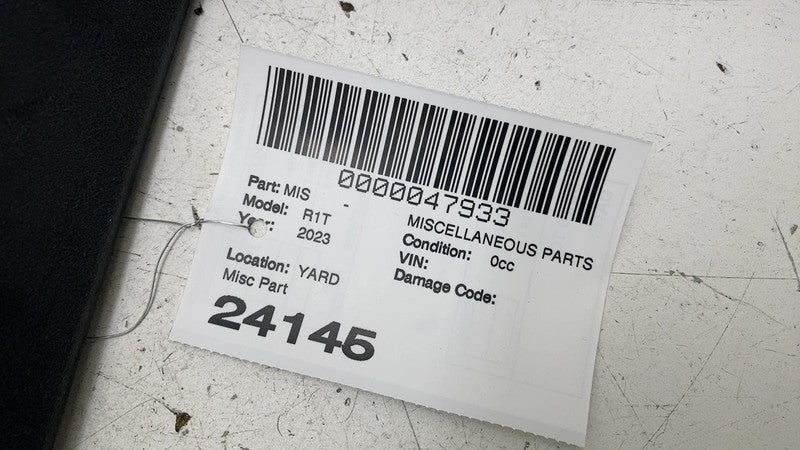 0000047933
Part: MIS - MISCELLANEOUS PARTS
Model: R1T Condition: 0cc
Year: 2023 VIN:
Damage Code:
Location: YARD
Misc Part
24145